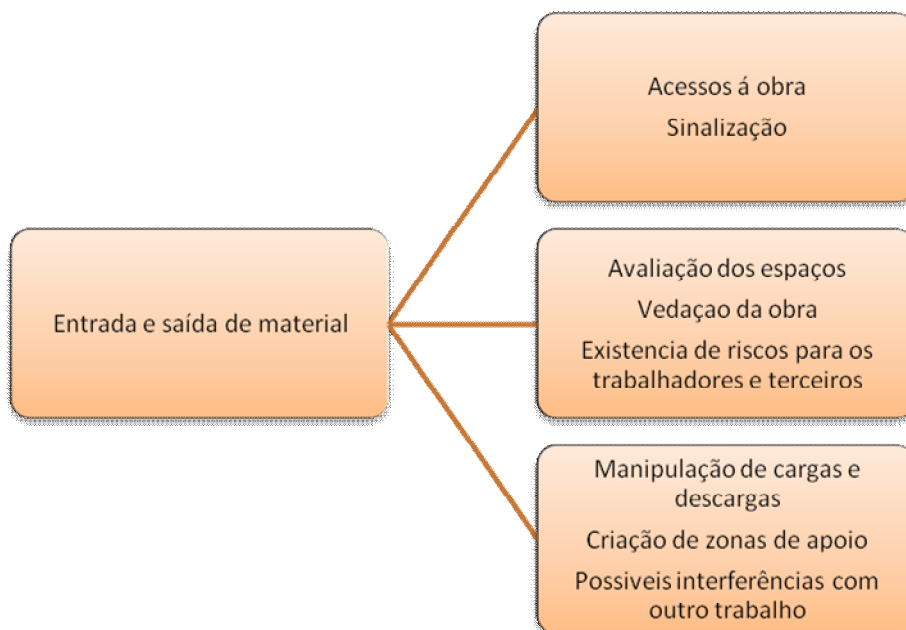 Acessos á obra
Sinalização
Entrada e saída de material
Avaliação dos espaços
Vedaçao da obra
Existencia de riscos para os
trabalhadores e terceiros
Manipulação de cargas e
descargas
Criação de zonas de apoio
Possiveis interferências com
outro trabalho